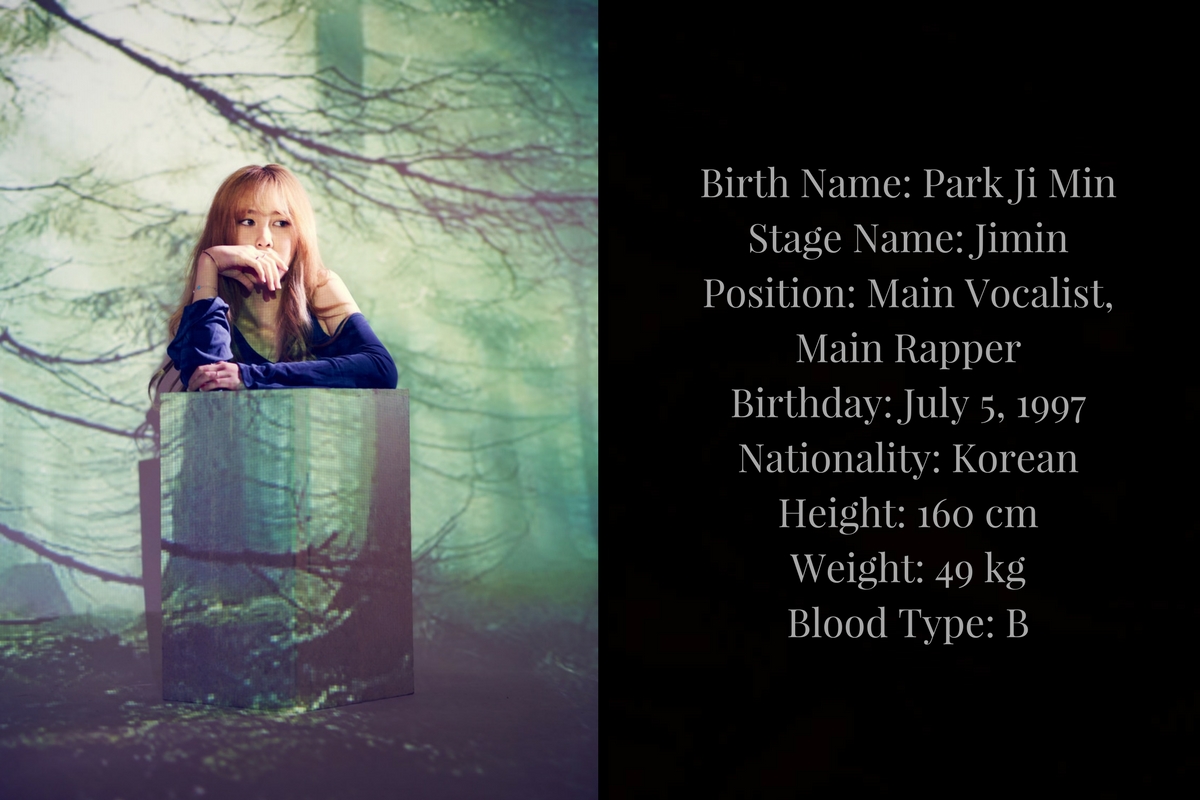 Birth Name: Park Ji Min
Stage Name: Jimin
Position: Main Vocalist,
Main Rapper
Birthday: July 5, 1997
Nationality: Korean
Height: 160 cm
Weight: 49 kg
Blood Type: B